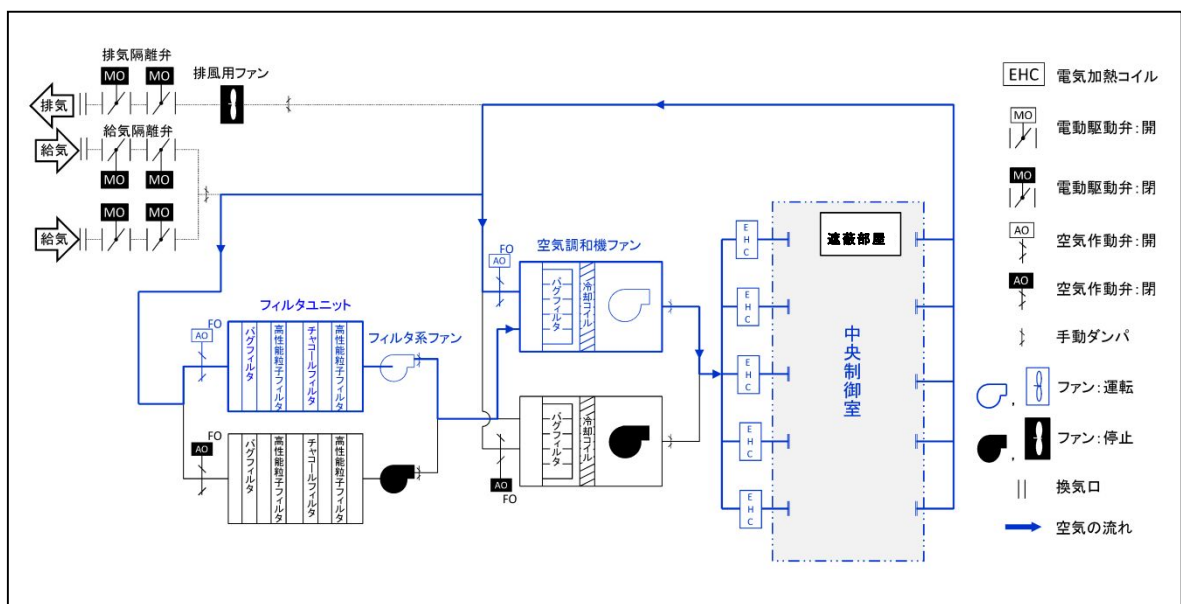 排気隔離弁
MO
MO
排風用ファン
排気
給気隔離弁
給気
MO
MO
MO
MO
給気
フィルタユニット
FO
AO
バグフィルタ
高性能粒子フィルタ
チャコールフィルタ
高性能粒子フィルタ
フィルタ系ファン
FO
AO
バグフィルタ
高性能粒子フィルタ
チャコールフィルタ
高性能粒子フィルタ
空気調和機ファン
FO
AO
バグフィルタ
冷却コイル
バグフィルタ
冷却コイル
AO
FO
EHC
EHC
EHC
EHC
EHC
遮蔽部屋
中央制御室
EHC 電気加熱コイル
MO 電動駆動弁:開
MO 電動駆動弁:閉
AO 空気作動弁:開
AO 空気作動弁:閉
手動ダンパ
, ファン:運転
, ファン:停止
換気口
空気の流れ